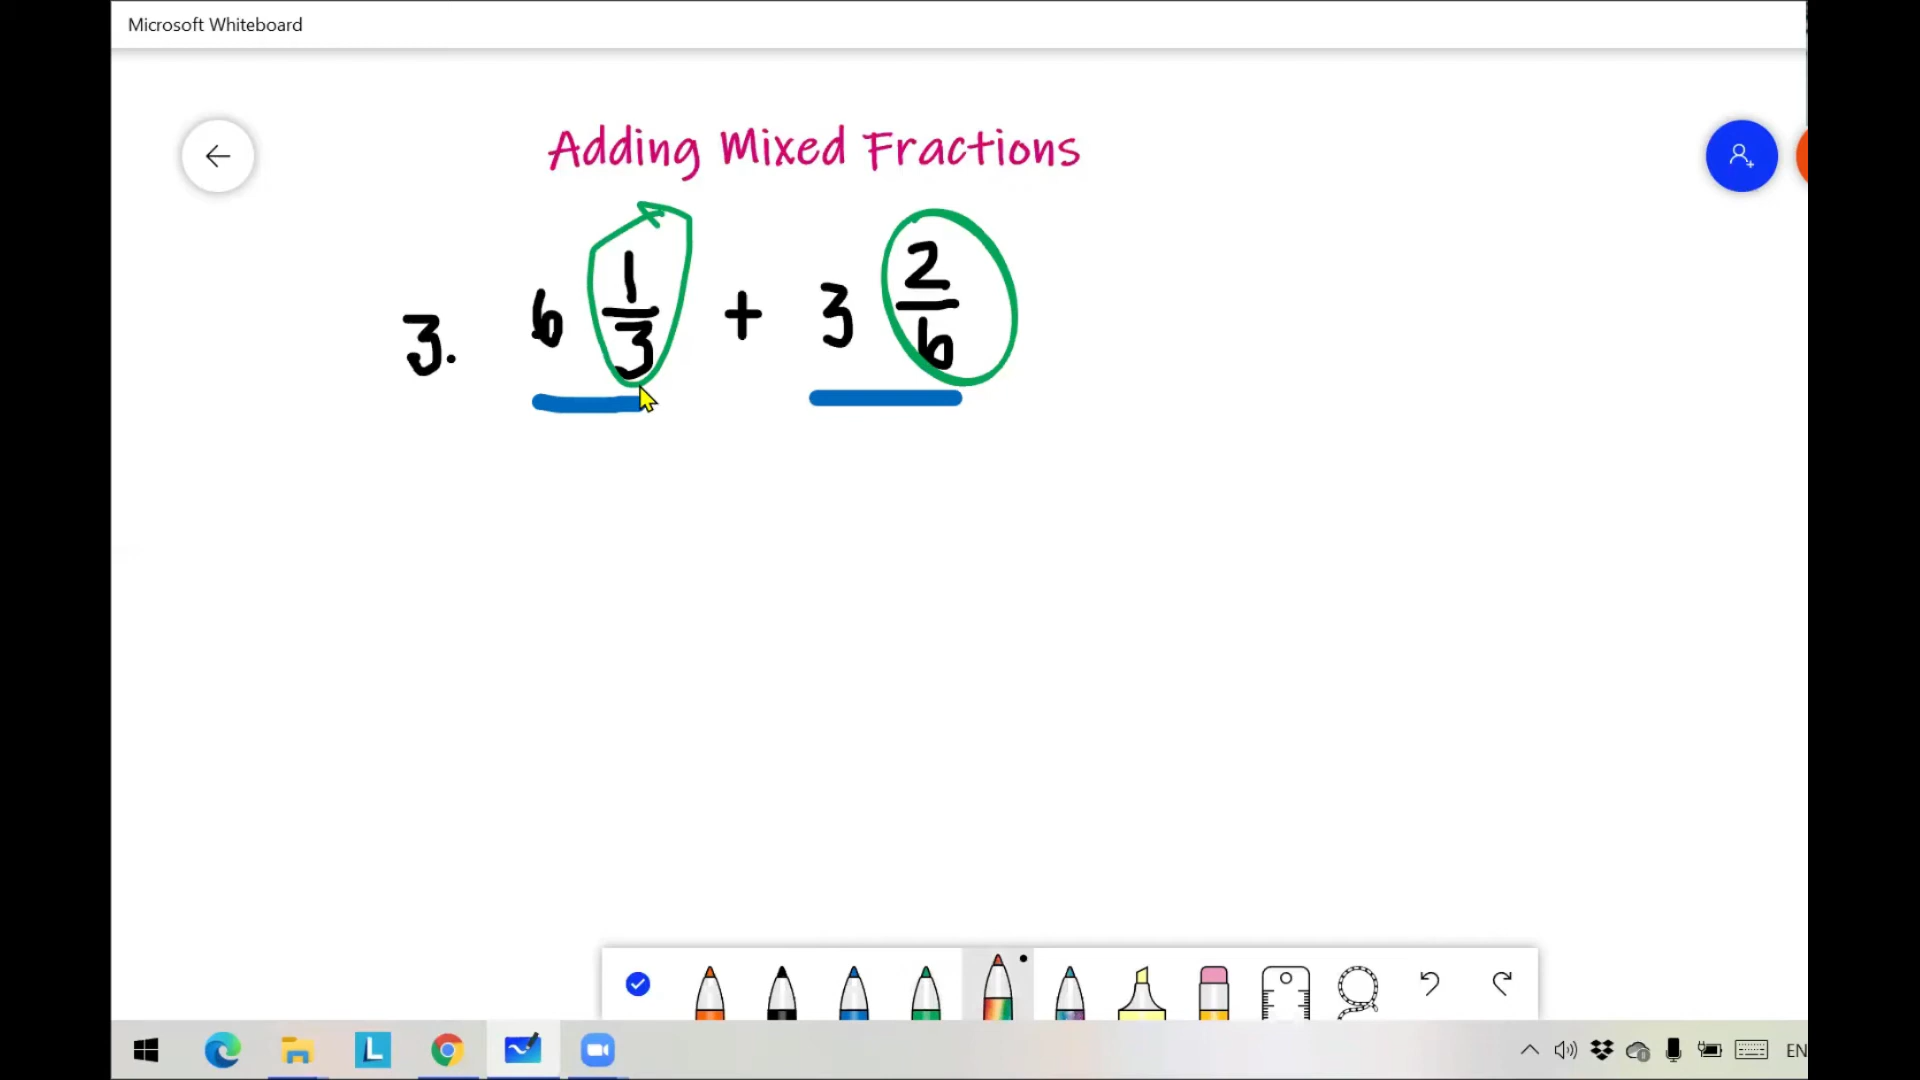 Microsoft Whiteboard
Adding Mixed Fractions
3. 6 1/3 + 3 2/6
EN